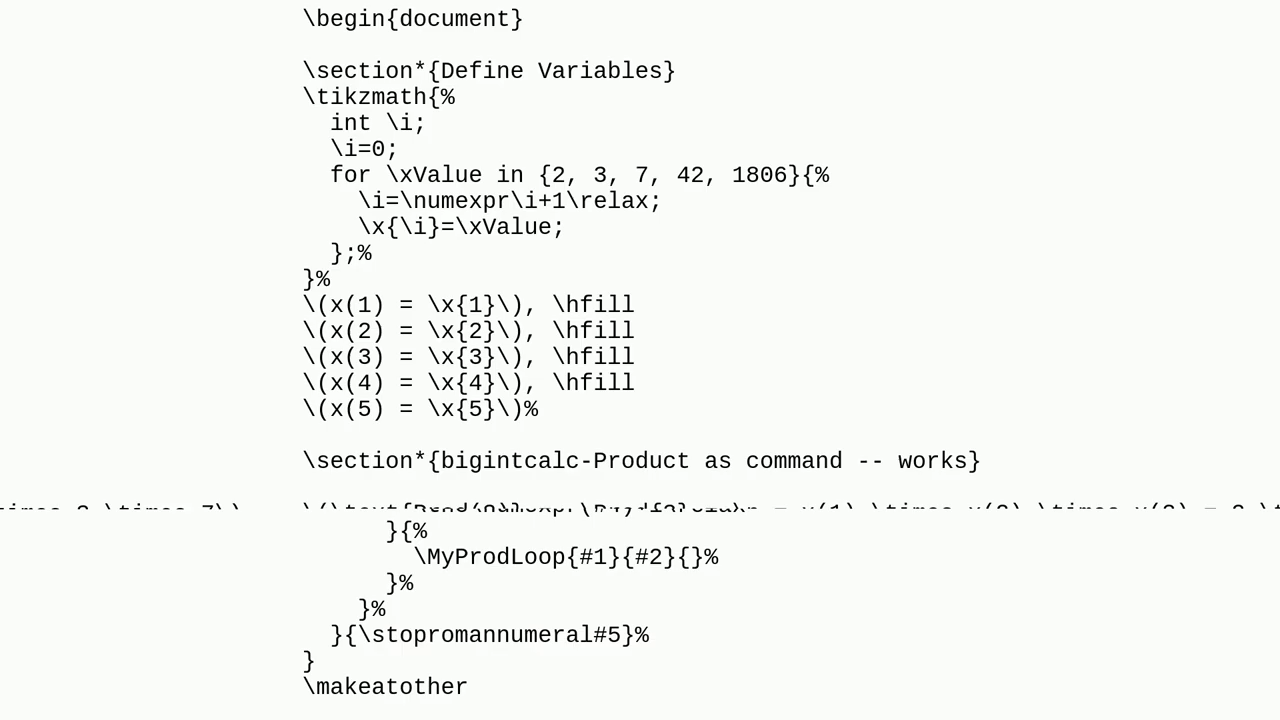 \begin{document}
\section*{Define Variables}
\tikzmath{%
  int \i;
  \i=0;
  for \xValue in {2, 3, 7, 42, 1806}{%
    \i=\numexpr\i+1\relax;
    \x{\i}=\xValue;
  };%
}%
\(x(1) = \x{1}\), \hfill
\(x(2) = \x{2}\), \hfill
\(x(3) = \x{3}\), \hfill
\(x(4) = \x{4}\), \hfill
\(x(5) = \x{5}\)%
\section*{bigintcalc-Product as command -- works}
      }{%
        \MyProdLoop{#1}{#2}{}%
      }%
    }%
  }{\stopromannumeral#5}%
}
\makeatother